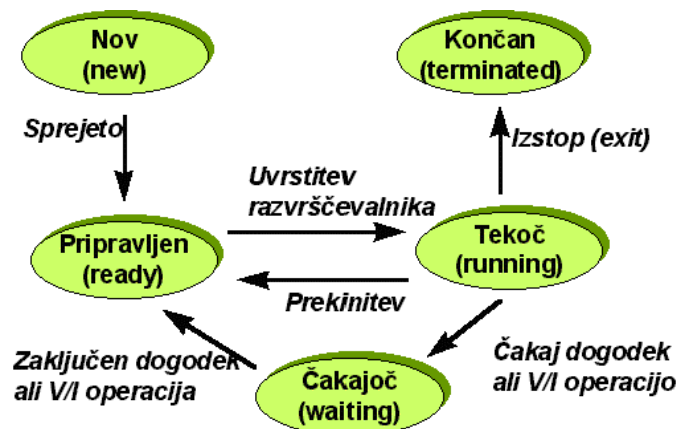 Nov
(new)
Končan
(terminated)
Sprejeto
Izstop (exit)
Uvrstitev
razvrščevalnika
Pripravljen
(ready)
Tekoč
(running)
Prekinitev
Zaključen dogodek
ali V/I operacija
Čakajoč
(waiting)
Čakaj dogodek
ali V/I operacijo